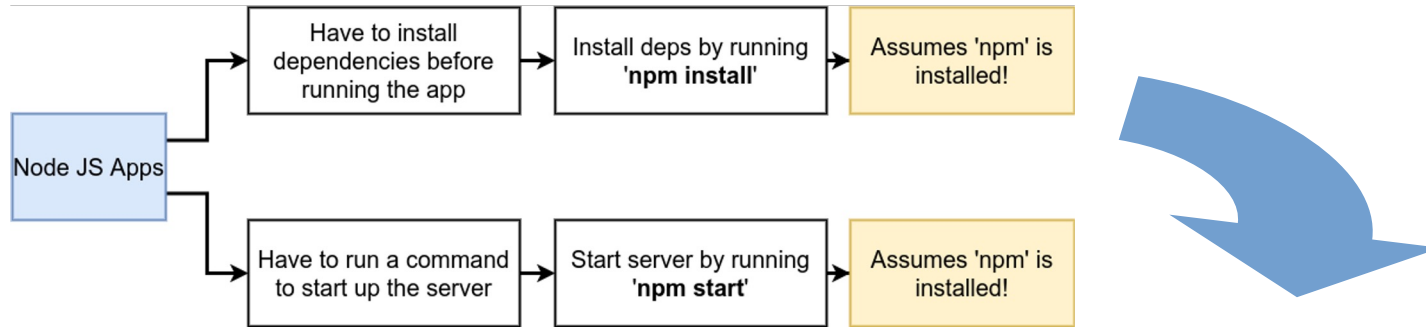 Have to install
dependencies before
running the app
Install deps by running
'npm install'
Assumes 'npm' is
installed!
Node JS Apps
Have to run a command
to start up the server
Start server by running
'npm start'
Assumes 'npm' is
installed!